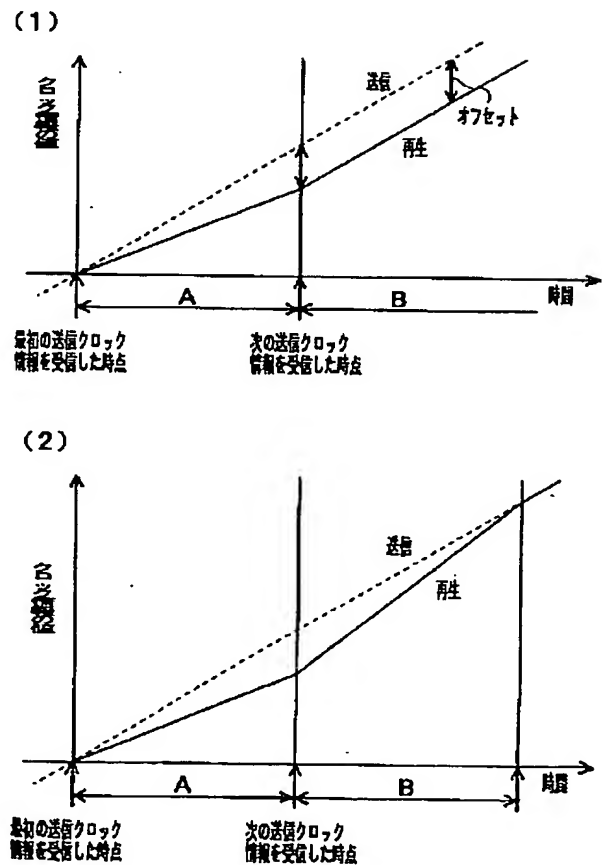 (1)
送信
オフセット
再生
A
B
時間
最初の送信クロック
情報を受信した時点
次の送信クロック
情報を受信した時点
(2)
送信
再生
A
B
時間
最初の送信クロック
情報を受信した時点
次の送信クロック
情報を受信した時点